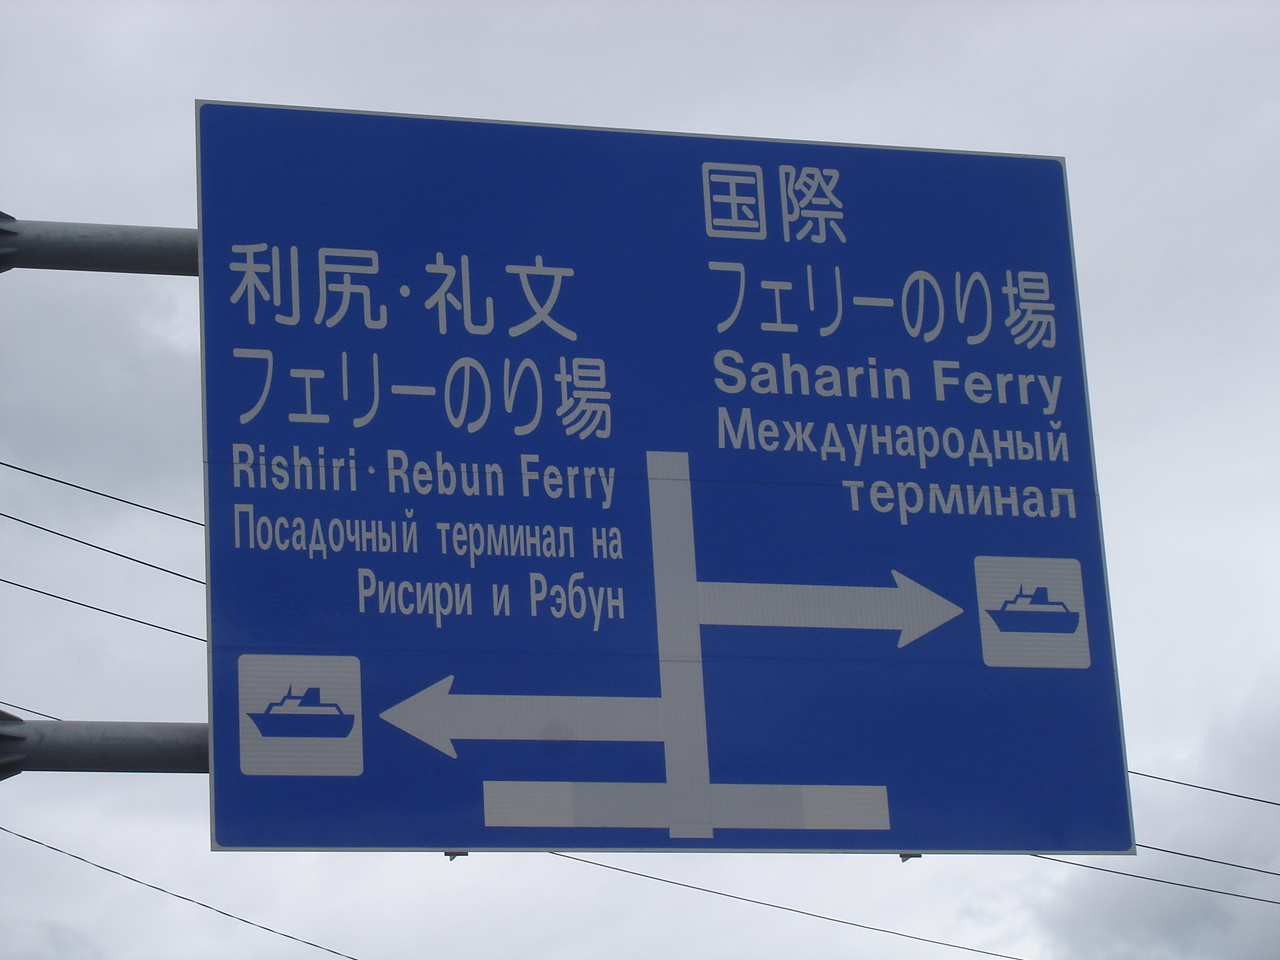 利尻・礼文
フェリーのり場
Rishiri・Rebun Ferry
Посадочный терминал на
Рисири и Рэбун
国際
フェリーのり場
Saharin Ferry
Международный
терминал